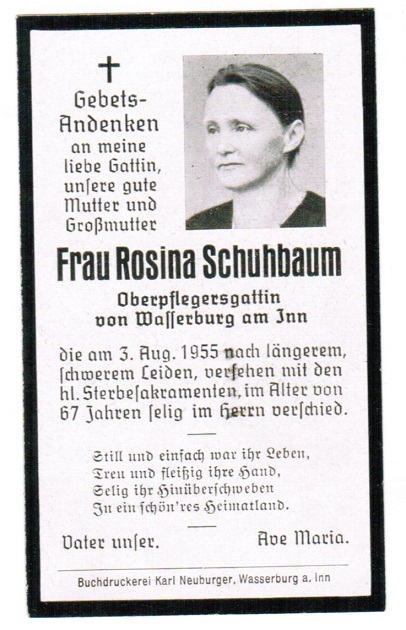 Gebets-
Andenken
an meine
liebe Gattin,
unsere gute
Mutter und
Großmutter
Frau Rosina Schuhbaum
Oberpflegersgattin
von Wasserburg am Inn
die am 3. Aug. 1955 nach längerem,
schwerem Leiden, versehen mit den
hl. Sterbesakramenten, im Alter von
67 Jahren selig im Herrn verschied.
Still und einfach war ihr Leben,
Treu und fleißig ihre Hand,
Selig ihr Hinüberschweben
In ein schön'res Heimatland.
Vater unser. Ave Maria.
Buchdruckerei Karl Neuburger, Wasserburg a. Inn